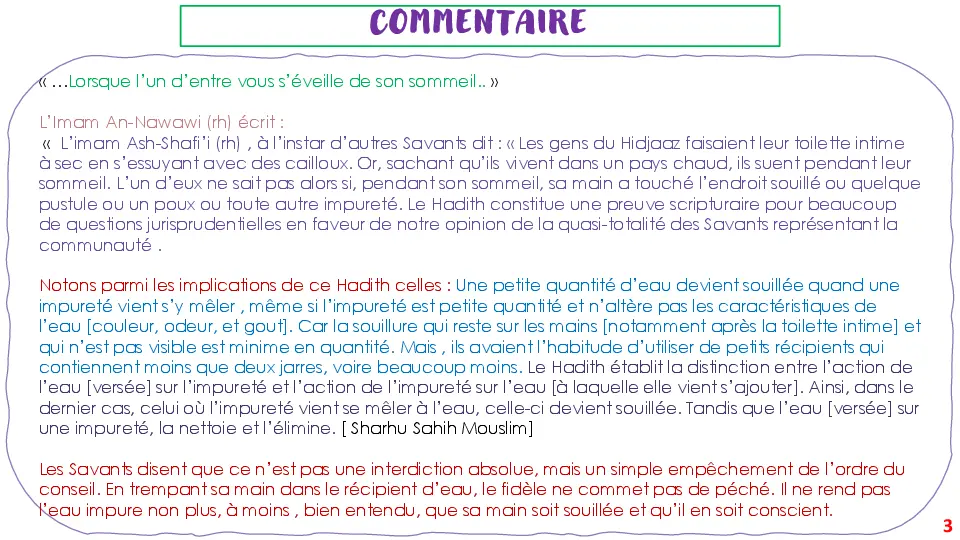 COMMENTAIRE
« …Lorsque l’un d’entre vous s’éveille de son sommeil.. »
L’Imam An-Nawawi (rh) écrit :
« L’imam Ash-Shafi’i (rh) , à l’instar d’autres Savants dit : « Les gens du Hidjaaz faisaient leur toilette intime
à sec en s’essuyant avec des cailloux. Or, sachant qu’ils vivent dans un pays chaud, ils suent pendant leur
sommeil. L’un d’eux ne sait pas alors si, pendant son sommeil, sa main a touché l’endroit souillé ou quelque
pustule ou un poux ou toute autre impureté. Le Hadith constitue une preuve scripturaire pour beaucoup
de questions jurisprudentielles en faveur de notre opinion de la quasi-totalité des Savants représentant la
communauté .
Notons parmi les implications de ce Hadith celles : Une petite quantité d’eau devient souillée quand une
impureté vient s’y mêler , même si l’impureté est petite quantité et n’altère pas les caractéristiques de
l’eau [couleur, odeur, et gout]. Car la souillure qui reste sur les mains [notamment après la toilette intime] et
qui n’est pas visible est minime en quantité. Mais , ils avaient l’habitude d’utiliser de petits récipients qui
contiennent moins que deux jarres, voire beaucoup moins. Le Hadith établit la distinction entre l’action de
l’eau [versée] sur l’impureté et l’action de l’impureté sur l’eau [à laquelle elle vient s’ajouter]. Ainsi, dans le
dernier cas, celui où l’impureté vient se mêler à l’eau, celle-ci devient souillée. Tandis que l’eau [versée] sur
une impureté, la nettoie et l’élimine. [ Sharhu Sahih Mouslim]
Les Savants disent que ce n’est pas une interdiction absolue, mais un simple empêchement de l’ordre du
conseil. En trempant sa main dans le récipient d’eau, le fidèle ne commet pas de péché. Il ne rend pas
l’eau impure non plus, à moins , bien entendu, que sa main soit souillée et qu’il en soit conscient.
3